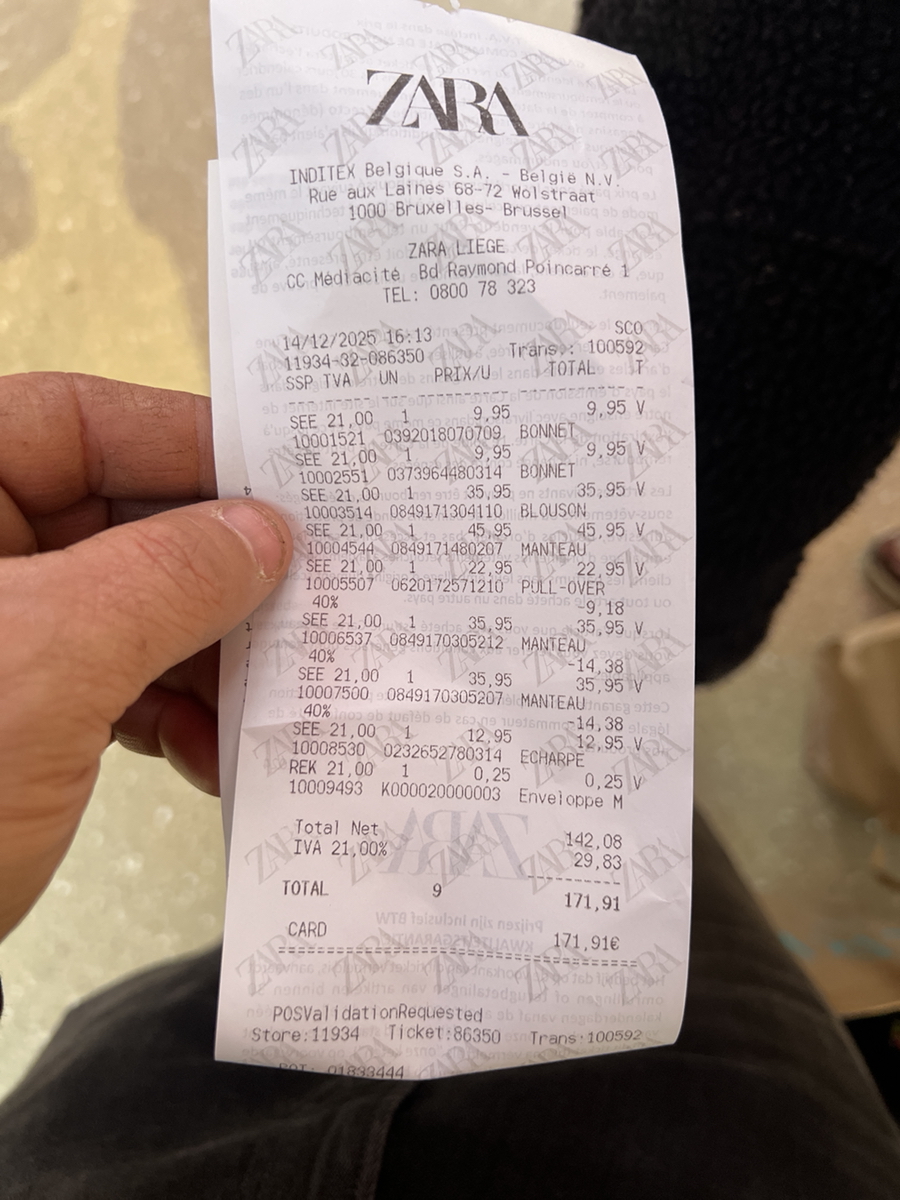 ZARA
INDITEX Belgique S.A. - België N.V.
Rue aux Laines 68-72 Wolstraat
1000 Bruxelles- Brüssel
ZARA LIEGE
CC Médiacité Bd Raymond Poincarré 1
TEL: 0800 78 323
14/12/2025 16:13 SCO
11934-32-086350 Trans.: 100592
SSP TVA UN PRIX/U TOTAL T
SEE 21,00 1 9,95 9,95 V
10001521 0392018070709 BONNET
SEE 21,00 1 9,95 9,95 V
10002551 0373964480314 BONNET
SEE 21,00 1 35,95 35,95 V
10003514 0849171304110 BLOUSON
SEE 21,00 1 45,95 45,95 V
10004544 0849171480207 MANTEAU
SEE 21,00 1 22,95 22,95 V
10005507 0620172571210 PULL-OVER
40% -9,18
SEE 21,00 1 35,95 35,95 V
10006537 0849170305212 MANTEAU
40% -14,38
SEE 21,00 1 35,95 35,95 V
10007500 0849170305207 MANTEAU
40% -14,38
SEE 21,00 1 12,95 12,95 V
10008530 0232652780314 ECHARPE
REK 21,00 1 0,25 0,25 V
10009493 K000020000003 Enveloppe M
Total Net 142,08
IVA 21,00% 29,83
TOTAL 9 171,91
CARD 171,91€
POSValidationRequested
Store:11934 Ticket:86350 Trans:100592